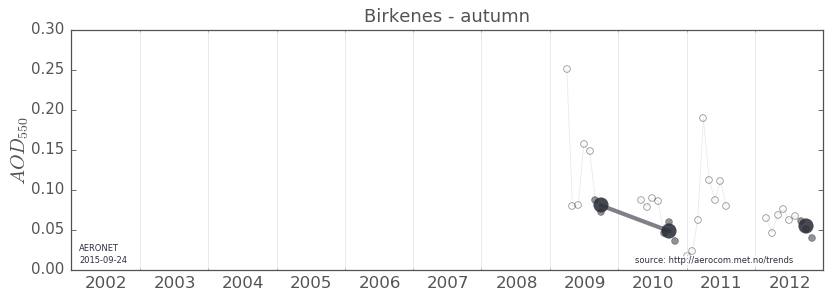 Birkenes - autumn
0.30
0.25
0.20
0.15
0.10
0.05
0.00
AOD550
AERONET
2015-09-24
source: http://aerocom.met.no/trends
2002 2003 2004 2005 2006 2007 2008 2009 2010 2011 2012